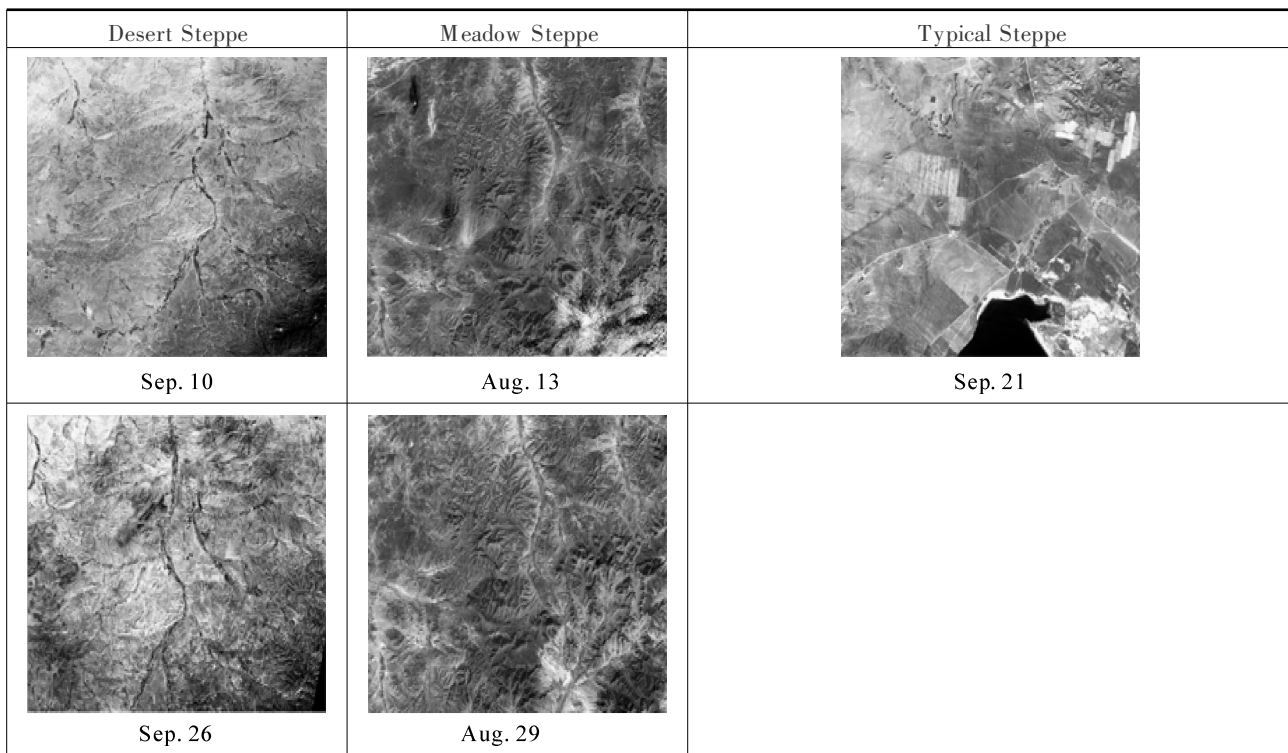 Desert Steppe
Meadow Steppe
Typical Steppe
Sep. 10
Aug. 13
Sep. 21
Sep. 26
Aug. 29